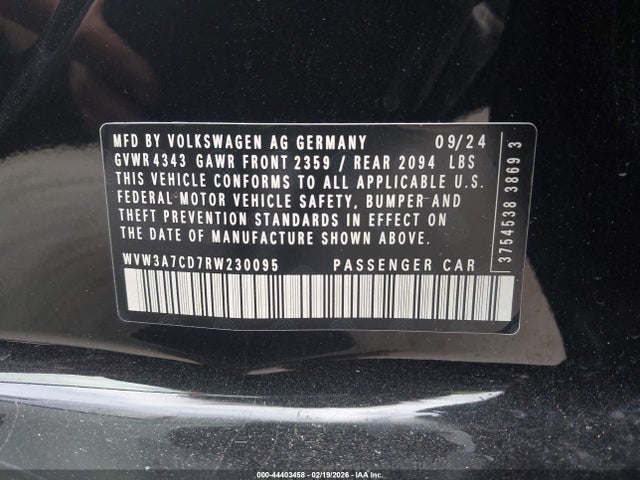 MFD BY VOLKSWAGEN AG GERMANY 09/24
GVWR 4343 GAWR FRONT 2359 / REAR 2094 LBS
THIS VEHICLE CONFORMS TO ALL APPLICABLE U.S.
FEDERAL MOTOR VEHICLE SAFETY, BUMPER AND
THEFT PREVENTION STANDARDS IN EFFECT ON
THE DATE OF MANUFACTURE SHOWN ABOVE.
WVW3A7CD7RW230095 PASSENGER CAR
3754538 3869 3
000-44403458 - 02/19/2026 - IAA Inc.